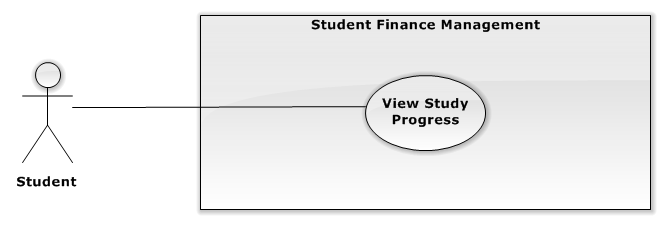 Student Finance Management
View Study
Progress
Student